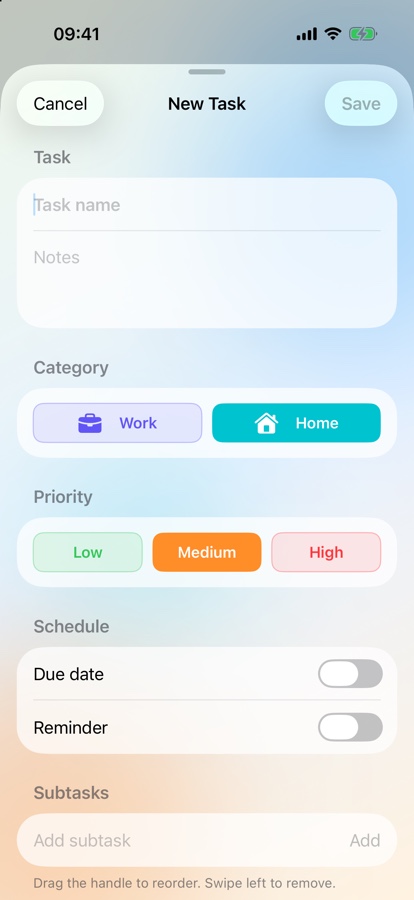 09:41
Cancel New Task Save
Task
Task name
Notes
Category
Work Home
Priority
Low Medium High
Schedule
Due date
Reminder
Subtasks
Add subtask Add
Drag the handle to reorder. Swipe left to remove.